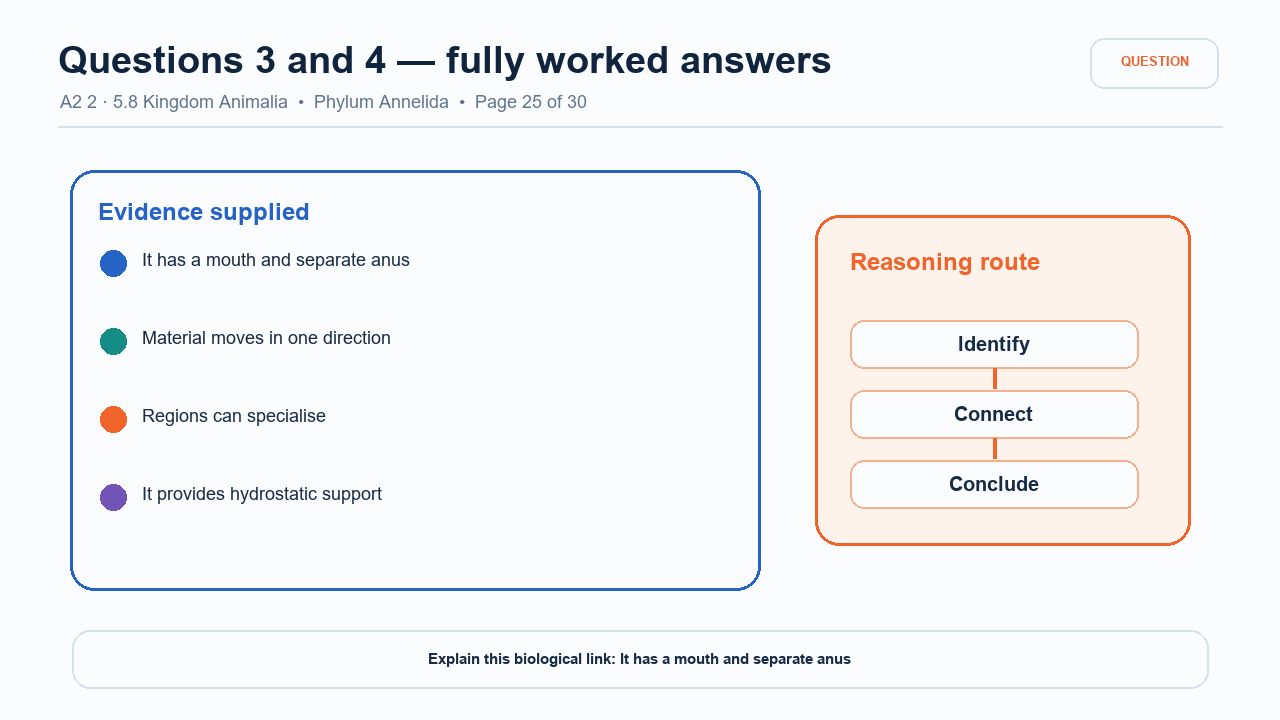 Questions 3 and 4 — fully worked answers
QUESTION
A2 2 · 5.8 Kingdom Animalia • Phylum Annelida • Page 25 of 30
Evidence supplied
It has a mouth and separate anus
Material moves in one direction
Regions can specialise
It provides hydrostatic support
Reasoning route
Identify
Connect
Conclude
Explain this biological link: It has a mouth and separate anus